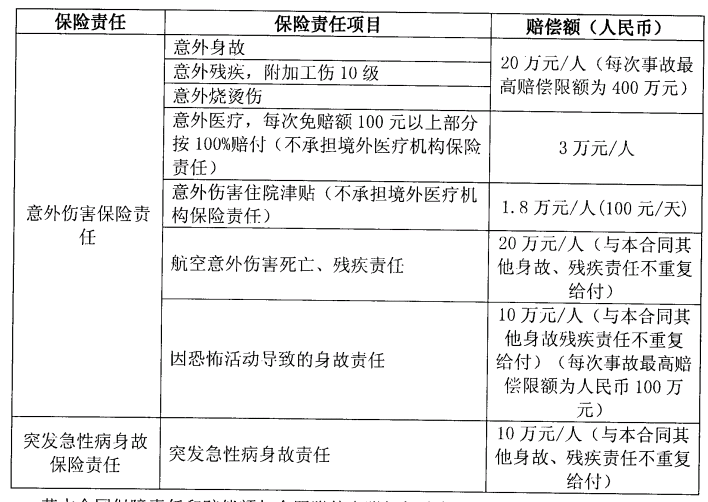 保险责任
保险责任项目
赔偿额（人民币）
意外伤害保险责
任
意外身故
意外残疾，附加工伤 10 级
意外烧烫伤
20 万元/人（每次事故最
高赔偿限额为 400 万元）
意外医疗，每次免赔额 100 元以上部分
按 100%赔付（不承担境外医疗机构保险
责任）
3 万元/人
意外伤害住院津贴（不承担境外医疗机
构保险责任）
1.8 万元/人(100 元/天)
航空意外伤害死亡、残疾责任
20 万元/人（与本合同其
他身故、残疾责任不重复
给付）
因恐怖活动导致的身故责任
10 万元/人（与本合同其
他身故残疾责任不重复
给付）（每次事故最高赔
偿限额为人民币 100 万
元）
突发急性病身故
保险责任
突发急性病身故责任
10 万元/人（与本合同其
他身故、残疾责任不重复
给付）